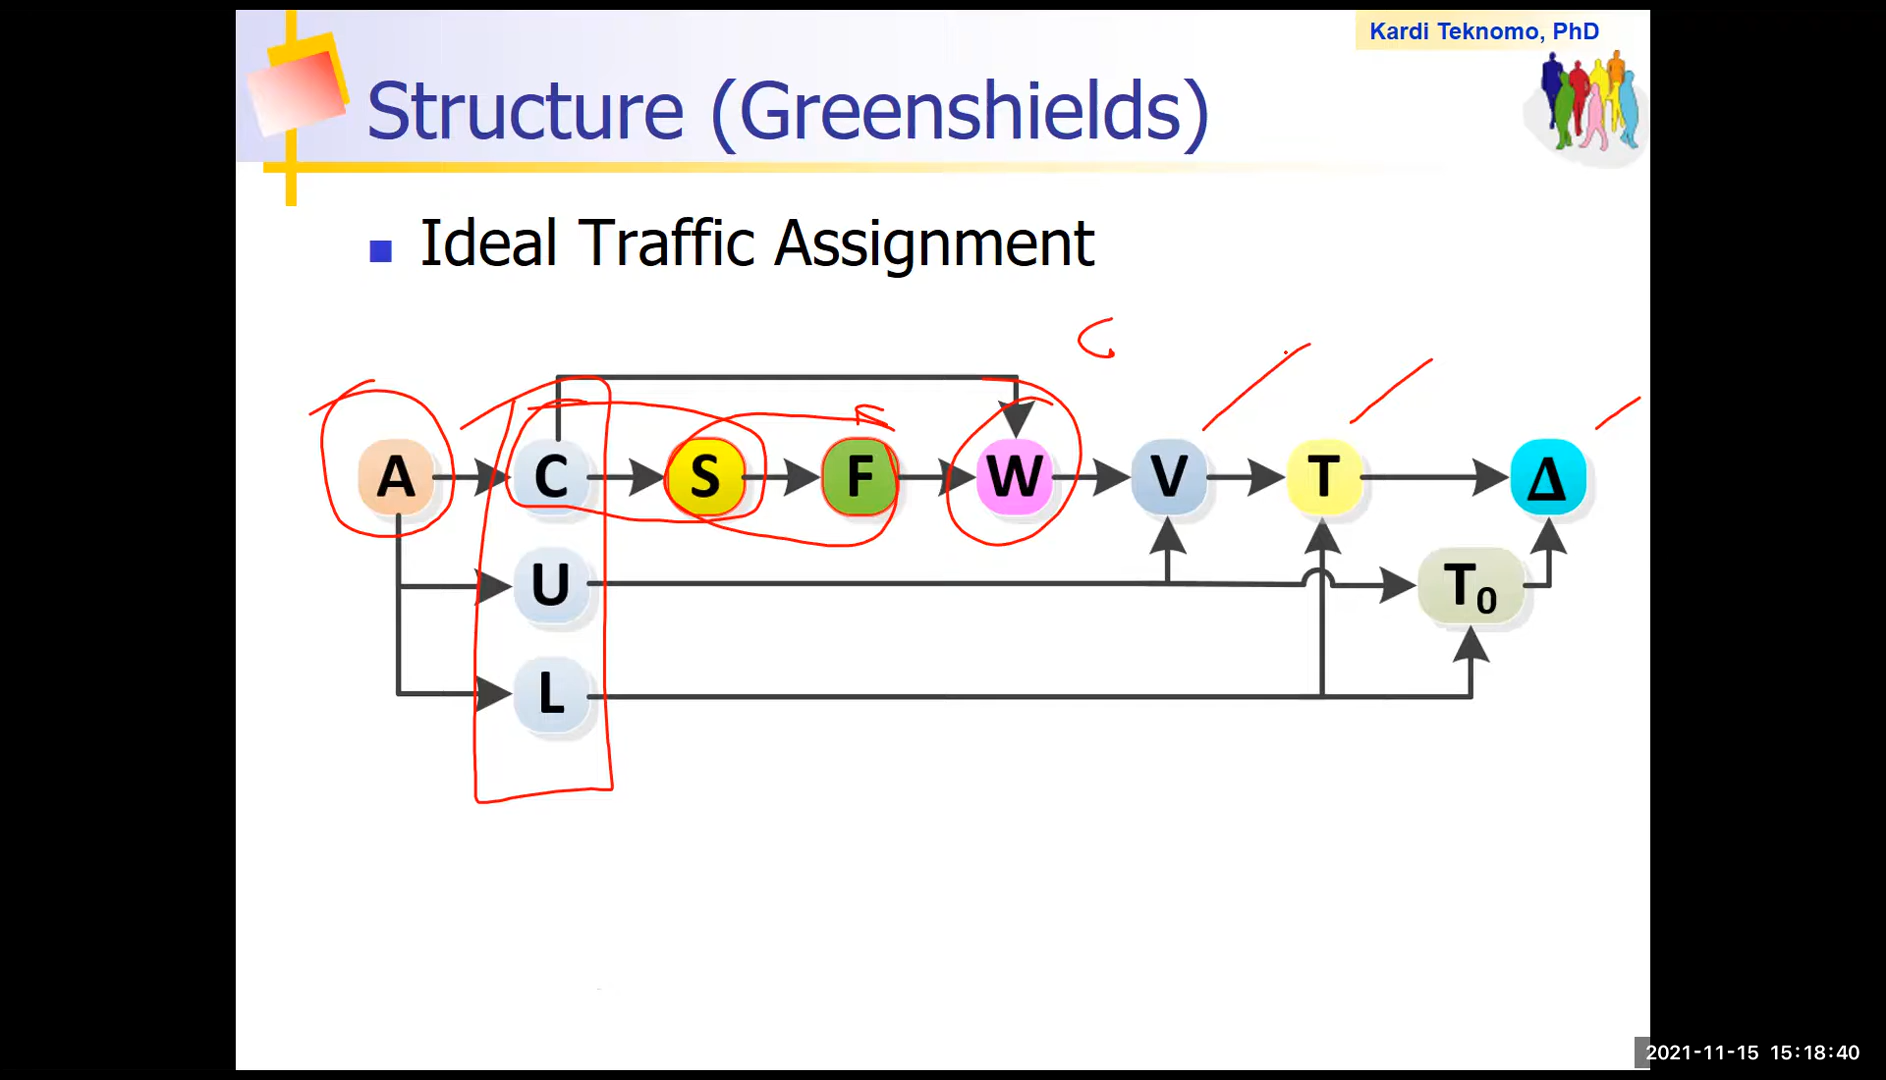 Kardi Teknomo, PhD
Structure (Greenshields)
Ideal Traffic Assignment
A C S F W V T Δ
U T₀
L
2021-11-15 15:18:40